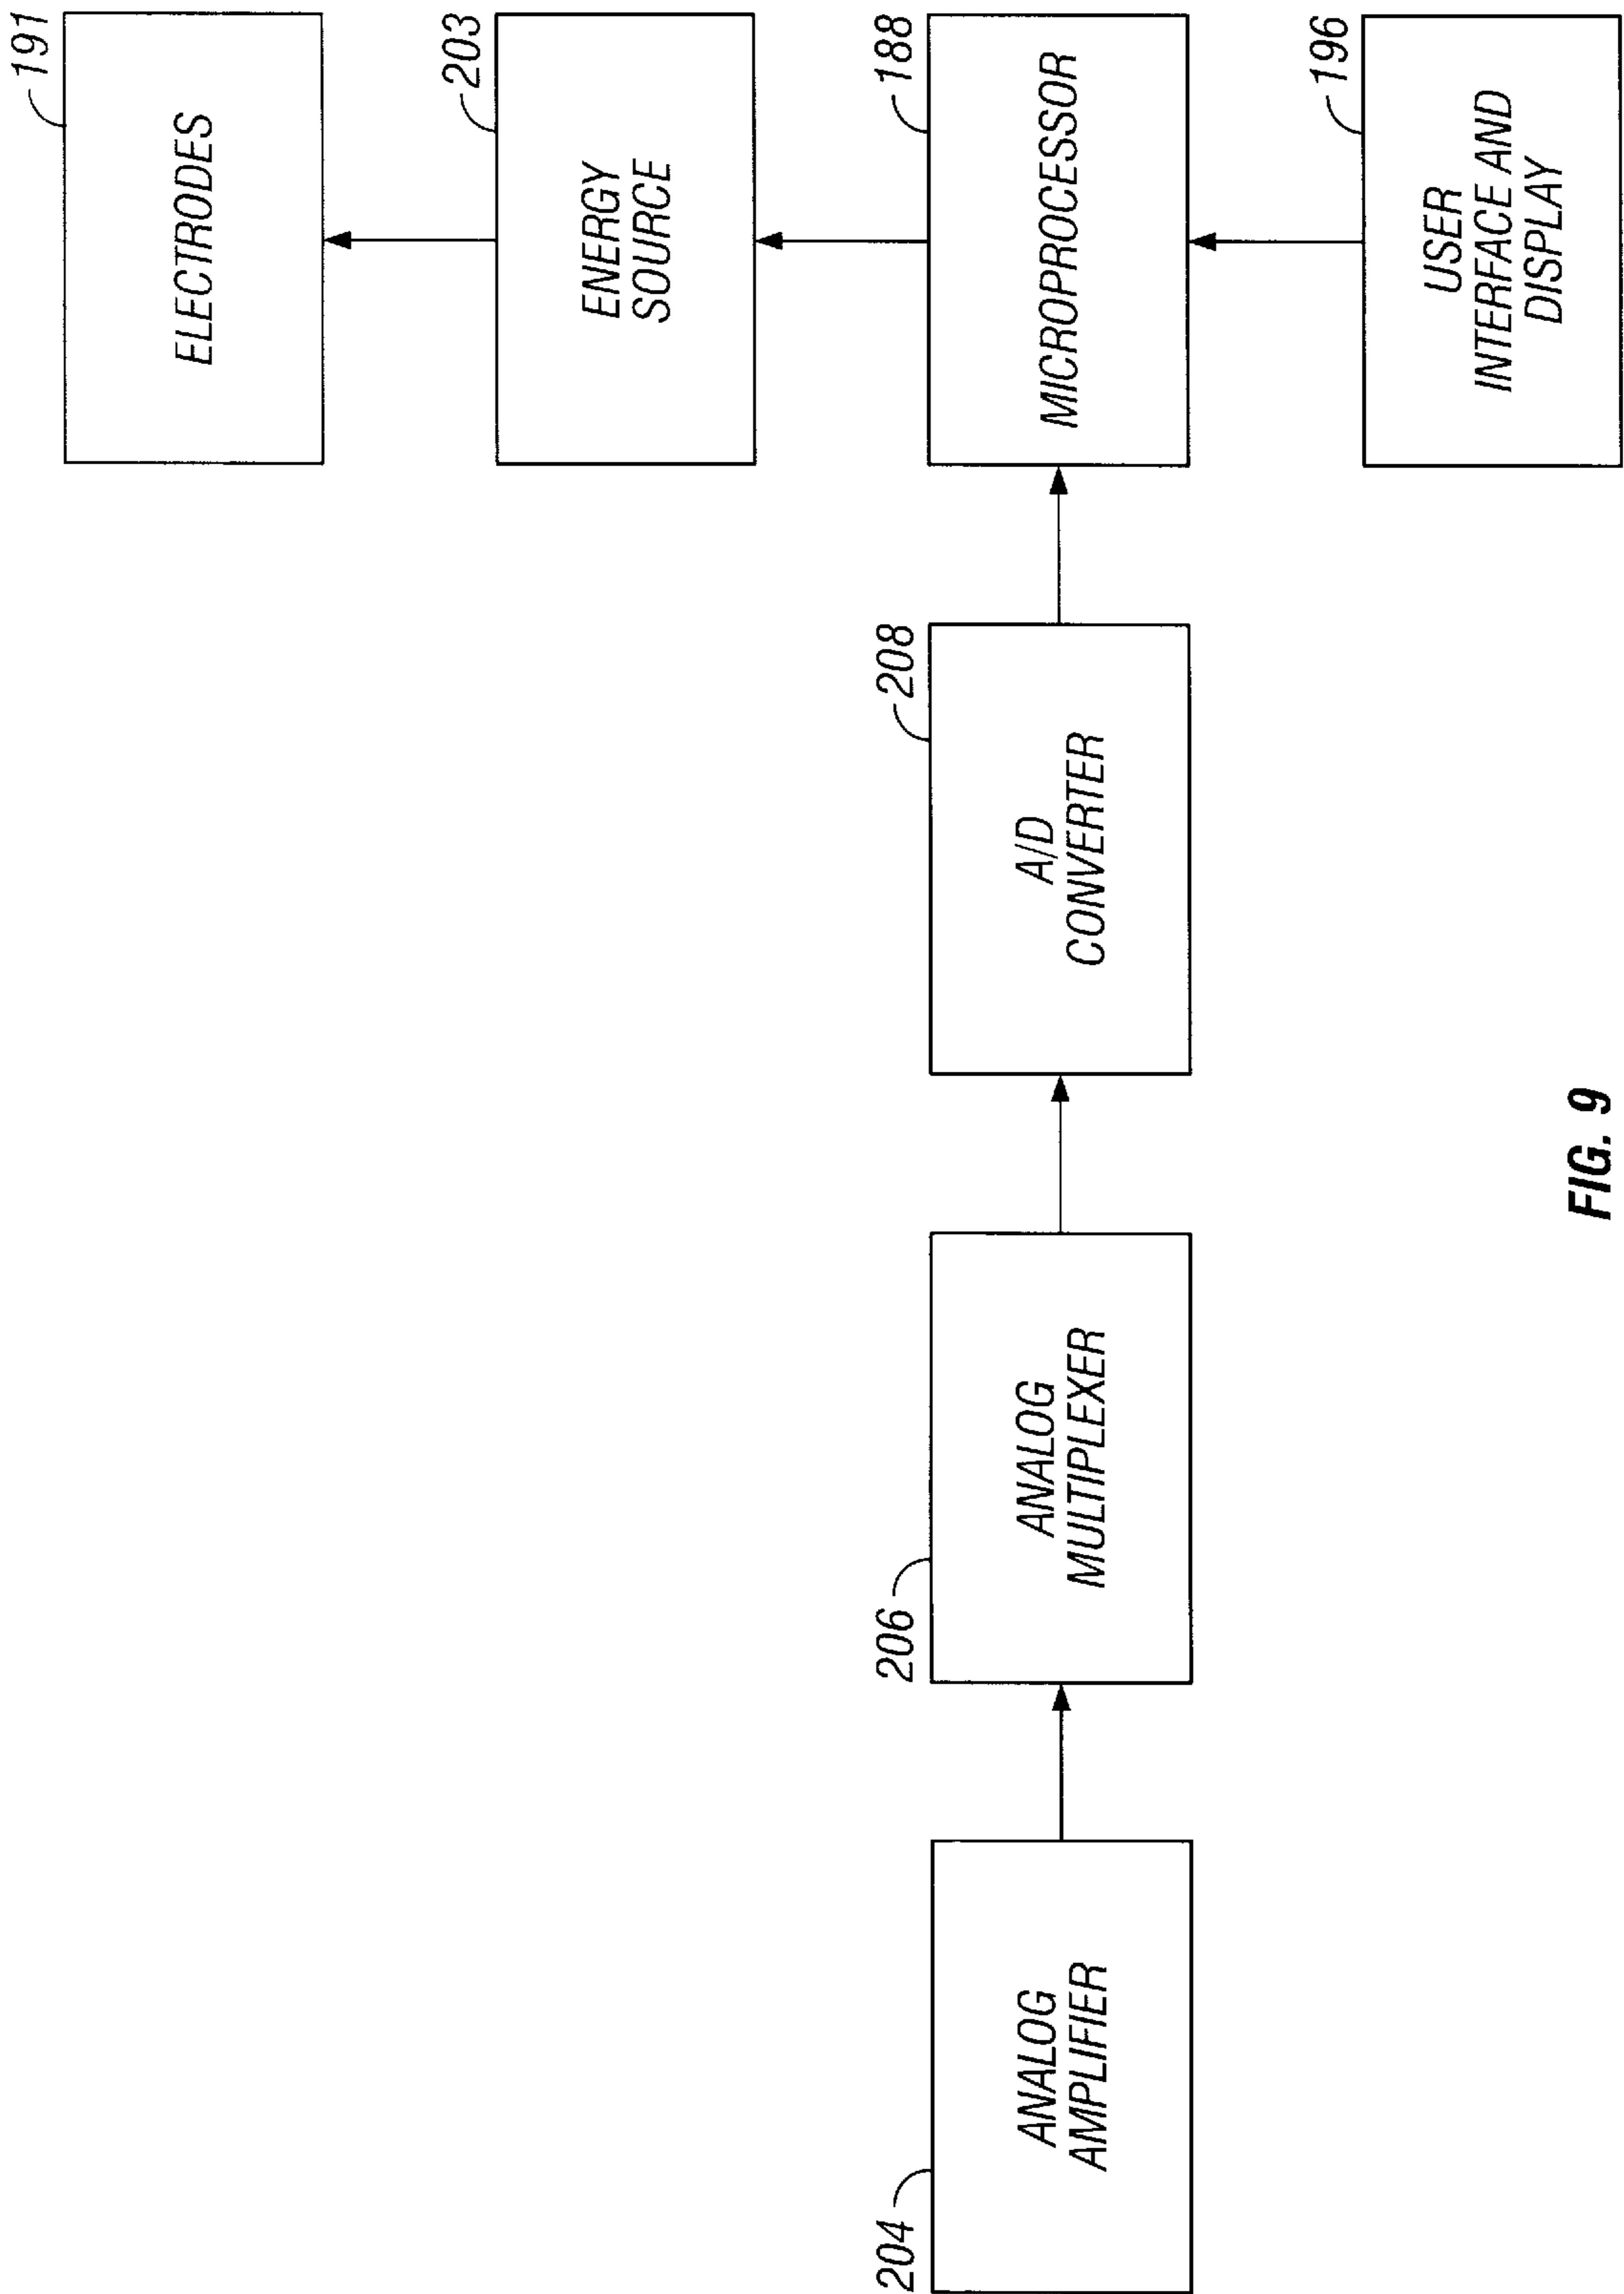 204
ANALOG
AMPLIFIER
206
ANALOG
MULTIPLEXER
208
A/D
CONVERTER
191
ELECTRODES
203
ENERGY
SOURCE
188
MICROPROCESSOR
196
USER
INTERFACE AND
DISPLAY
FIG. 9